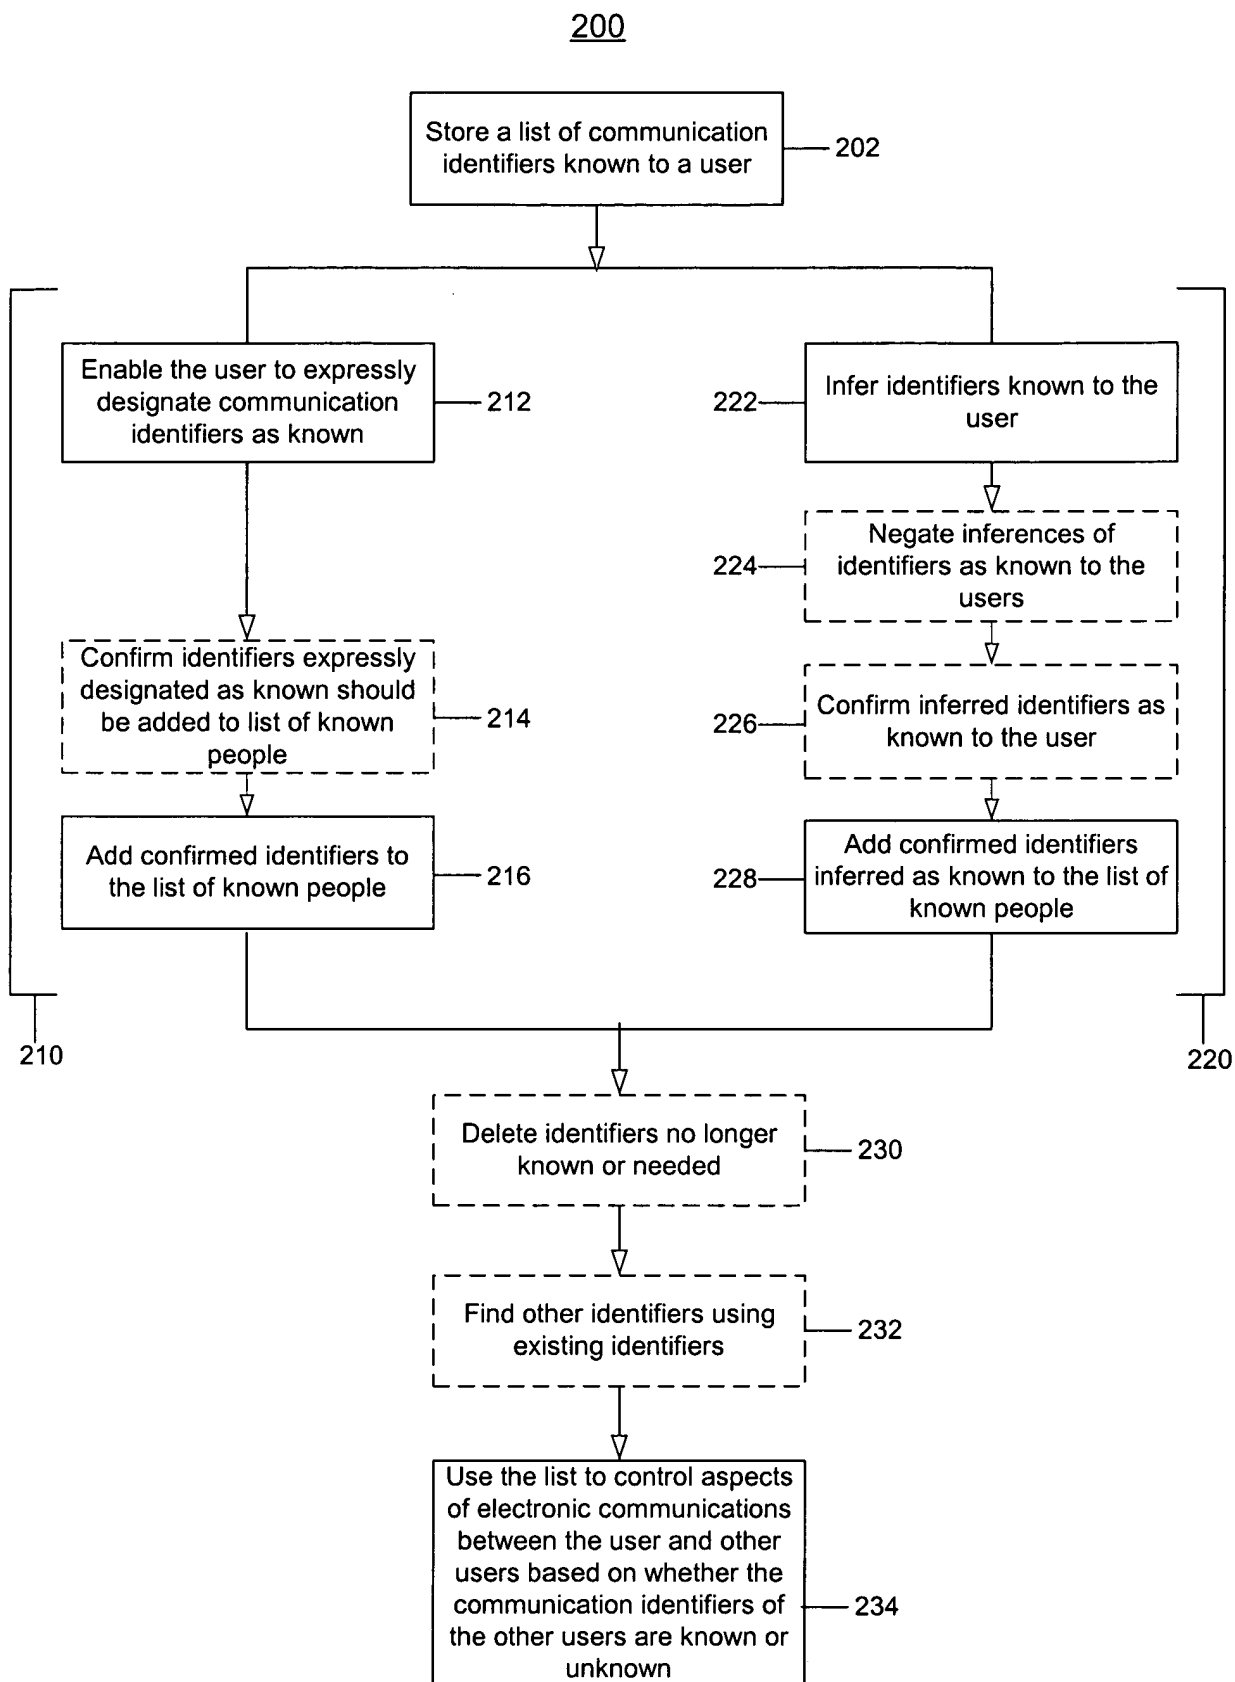 200
Store a list of communication
identifiers known to a user
202
Enable the user to expressly
designate communication
identifiers as known
212
222
Infer identifiers known to the
user
224
Negate inferences of
identifiers as known to the
users
Confirm identifiers expressly
designated as known should
be added to list of known
people
214
226
Confirm inferred identifiers as
known to the user
Add confirmed identifiers to
the list of known people
216
228
Add confirmed identifiers
inferred as known to the list of
known people
210
220
Delete identifiers no longer
known or needed
230
Find other identifiers using
existing identifiers
232
Use the list to control aspects
of electronic communications
between the user and other
users based on whether the
communication identifiers of
the other users are known or
unknown
234